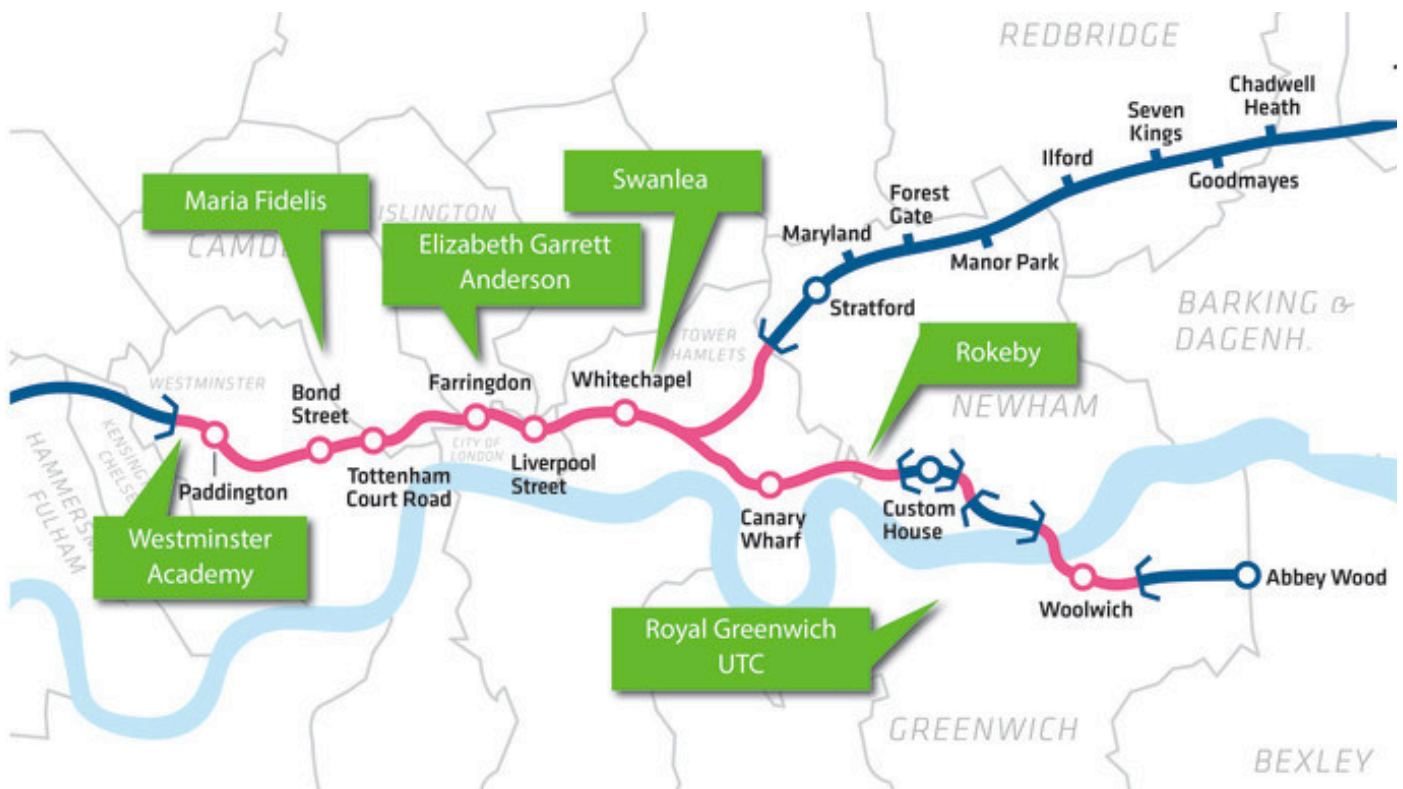 REDBRIDGE
Chadwell
Heath
Seven
Kings
Ilford
Goodmayes
Swanlea
Maria Fidelis
Forest
Gate
ISLINGTON
Elizabeth Garrett
Anderson
Maryland
Manor Park
Stratford
BARKING &
DAGENH.
TOWER
HAMLETS
Rokeby
WESTMINSTER
Farringdon
Whitechapel
Bond
Street
NEWHAM
CITY OF
LONDON
Liverpool
Street
Tottenham
Court Road
Paddington
FULHAM
Canary
Wharf
Custom
House
Westminster
Academy
Abbey Wood
Woolwich
Royal Greenwich
UTC
GREENWICH
BEXLEY